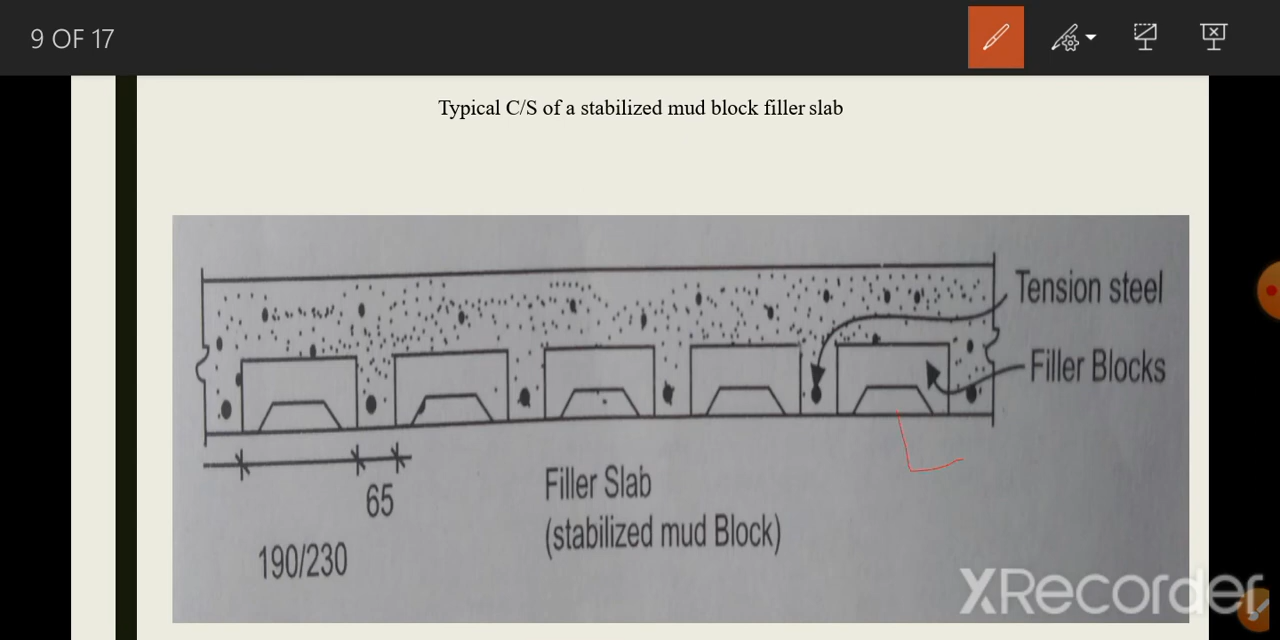 9 OF 17
Typical C/S of a stabilized mud block filler slab
Tension steel
Filler Blocks
65
190/230
Filler Slab
(stabilized mud Block)
XRecorder